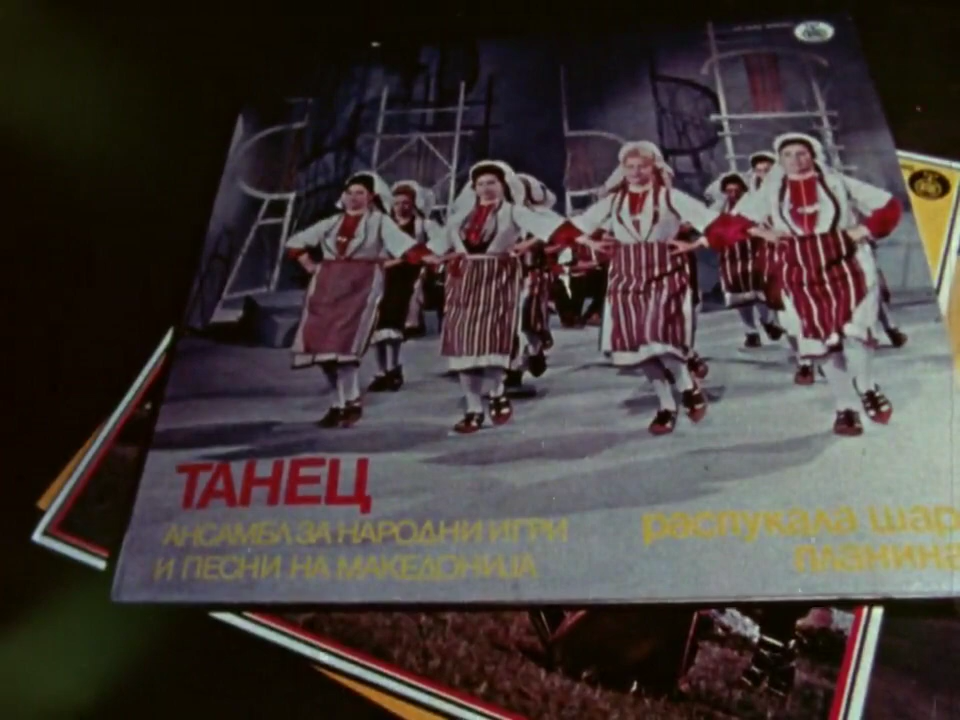 ТАНЕЦ
АНСАМБЛ ЗА НАРОДНИ ИГРИ
И ПЕСНИ НА МАКЕДОНИЈА
распукала шар
планина